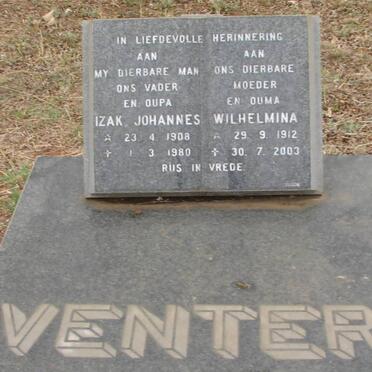 IN LIEFDEVOLLE HERINNERING
AAN
MY DIERBARE MAN
ONS VADER
EN OUPA
IZAK JOHANNES
☆ 23. 4. 1908
✝ 1. 3. 1980
AAN
ONS DIERBARE
MOEDER
EN OUMA
WILHELMINA
☆ 29. 9. 1912
✝ 30. 7. 2003
RUS IN VREDE
VENTER